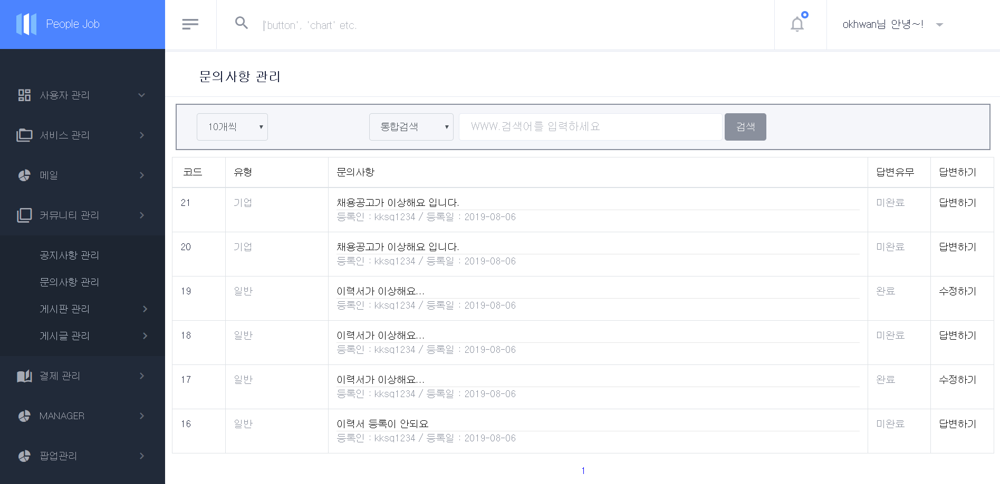 People Job
'button', 'chart' etc.
okhwan님 안녕~!
사용자 관리
서비스 관리
메일
커뮤니티 관리
공지사항 관리
문의사항 관리
게시판 관리
게시글 관리
결제 관리
MANAGER
팝업관리
문의사항 관리
10개씩 통합검색 WWW.검색어를 입력하세요 검색
코드 유형 문의사항 답변유무 답변하기
21 기업 채용공고가 이상해요 입니다. 미완료 답변하기
등록인 : kksq1234 / 등록일 : 2019-08-06
20 기업 채용공고가 이상해요 입니다. 미완료 답변하기
등록인 : kksq1234 / 등록일 : 2019-08-06
19 일반 이력서가 이상해요... 완료 수정하기
등록인 : kksq1234 / 등록일 : 2019-08-06
18 일반 이력서가 이상해요... 미완료 답변하기
등록인 : kksq1234 / 등록일 : 2019-08-06
17 일반 이력서가 이상해요... 완료 수정하기
등록인 : kksq1234 / 등록일 : 2019-08-06
16 일반 이력서 등록이 안되요 미완료 답변하기
등록인 : kksq1234 / 등록일 : 2019-08-06
1